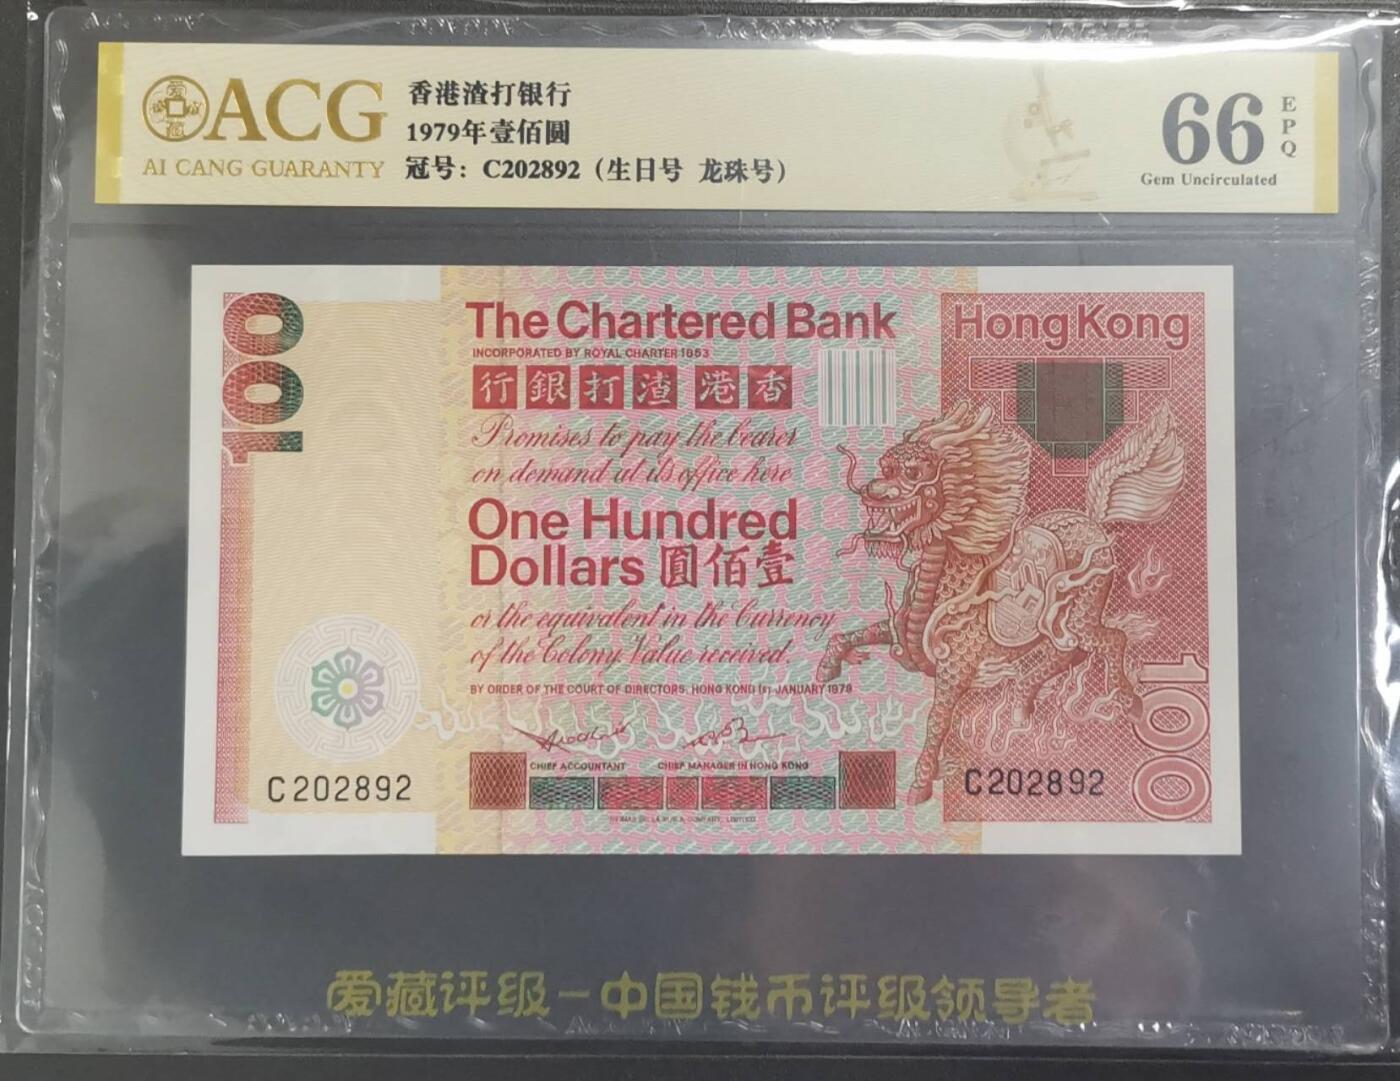 ACG
AI CANG GUARANTY
香港渣打银行
1979年壹佰圆
冠号：C202892（生日号 龙珠号）
66
EPQ
Gem Uncirculated
100
The Chartered Bank
INCORPORATED BY ROYAL CHARTER 1853
行銀打渣 港香
Hong Kong
Promises to pay the bearer
on demand at its office here
One Hundred
Dollars 圓佰壹
or the equivalent in the Currency
of the Colony Value received.
BY ORDER OF THE COURT OF DIRECTORS, HONG KONG 1ST JANUARY 1979
CHIEF ACCOUNTANT
CHIEF MANAGER IN HONG KONG
C202892
C202892
100
爱藏评级－中国钱币评级领导者